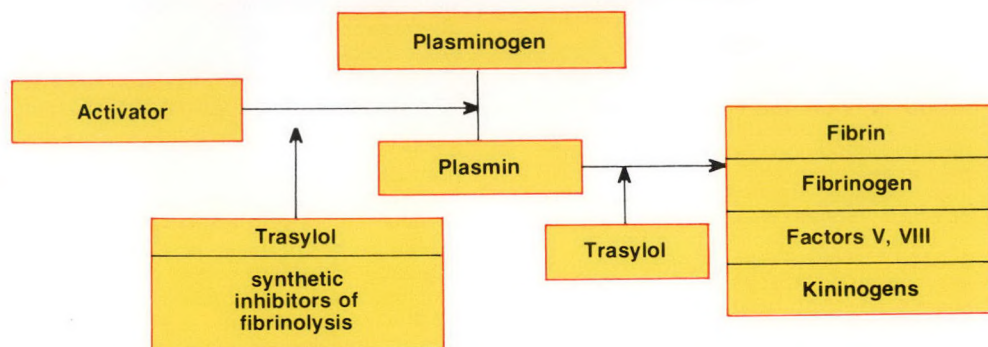 Plasminogen
Activator
Plasmin
Fibrin
Fibrinogen
Factors V, VIII
Kininogens
Trasylol
synthetic
inhibitors of
fibrinolysis
Trasylol